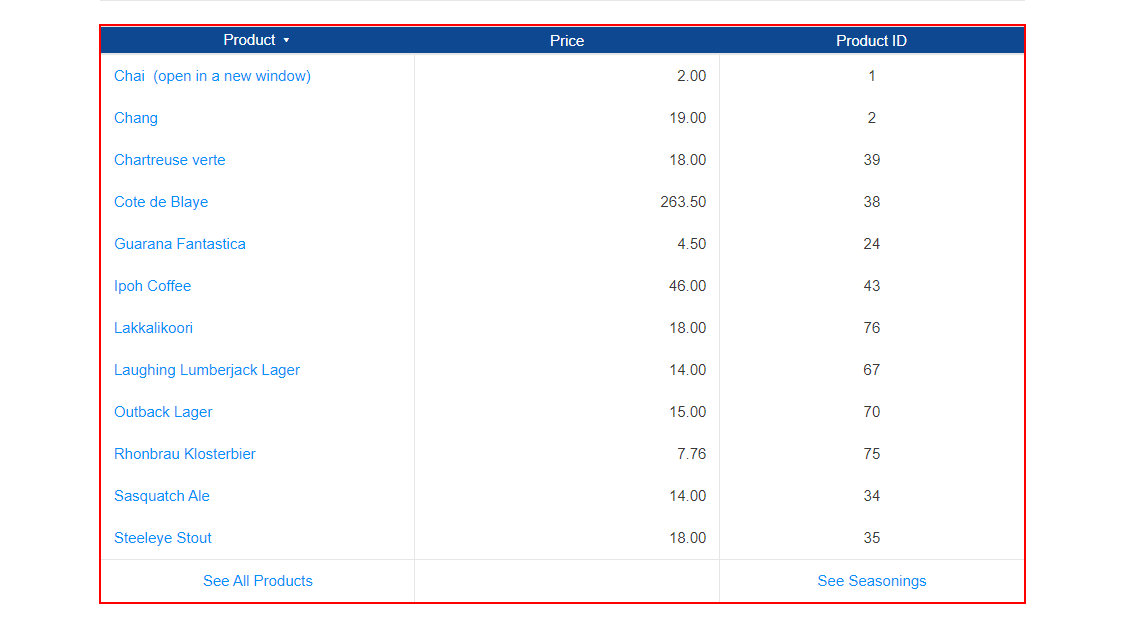 Product ▼ Price Product ID
Chai  (open in a new window) 2.00 1
Chang 19.00 2
Chartreuse verte 18.00 39
Cote de Blaye 263.50 38
Guarana Fantastica 4.50 24
Ipoh Coffee 46.00 43
Lakkalikoori 18.00 76
Laughing Lumberjack Lager 14.00 67
Outback Lager 15.00 70
Rhonbrau Klosterbier 7.76 75
Sasquatch Ale 14.00 34
Steeleye Stout 18.00 35
See All Products See Seasonings